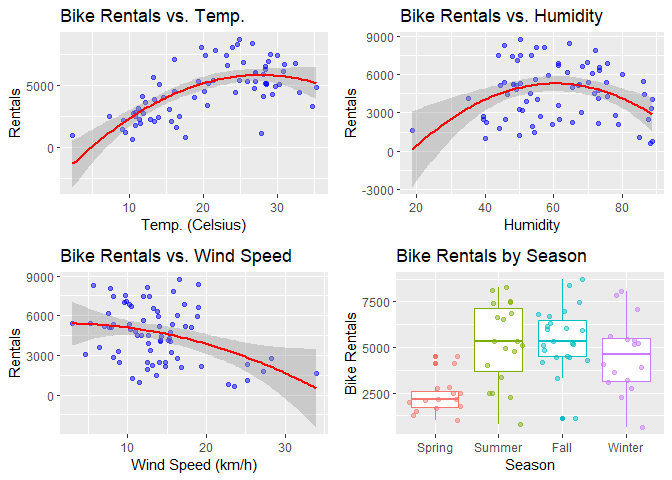 Bike Rentals vs. Temp.
Rentals
5000
0
10
20
30
Temp. (Celsius)
Bike Rentals vs. Humidity
Rentals
9000
6000
3000
0
-3000
20
40
60
80
Humidity
Bike Rentals vs. Wind Speed
Rentals
9000
6000
3000
0
10
20
30
Wind Speed (km/h)
Bike Rentals by Season
Bike Rentals
7500
5000
2500
Spring
Summer
Fall
Winter
Season